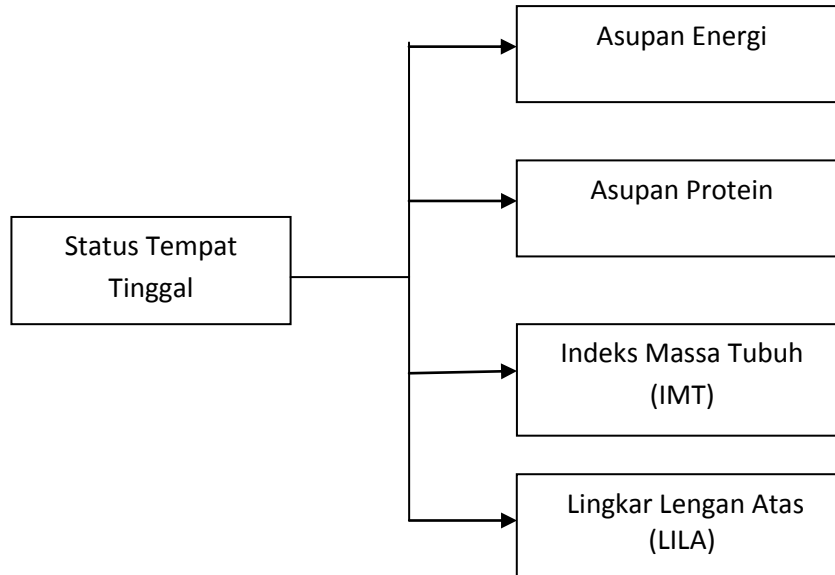 Asupan Energi
Asupan Protein
Status Tempat
Tinggal
Indeks Massa Tubuh
(IMT)
Lingkar Lengan Atas
(LILA)